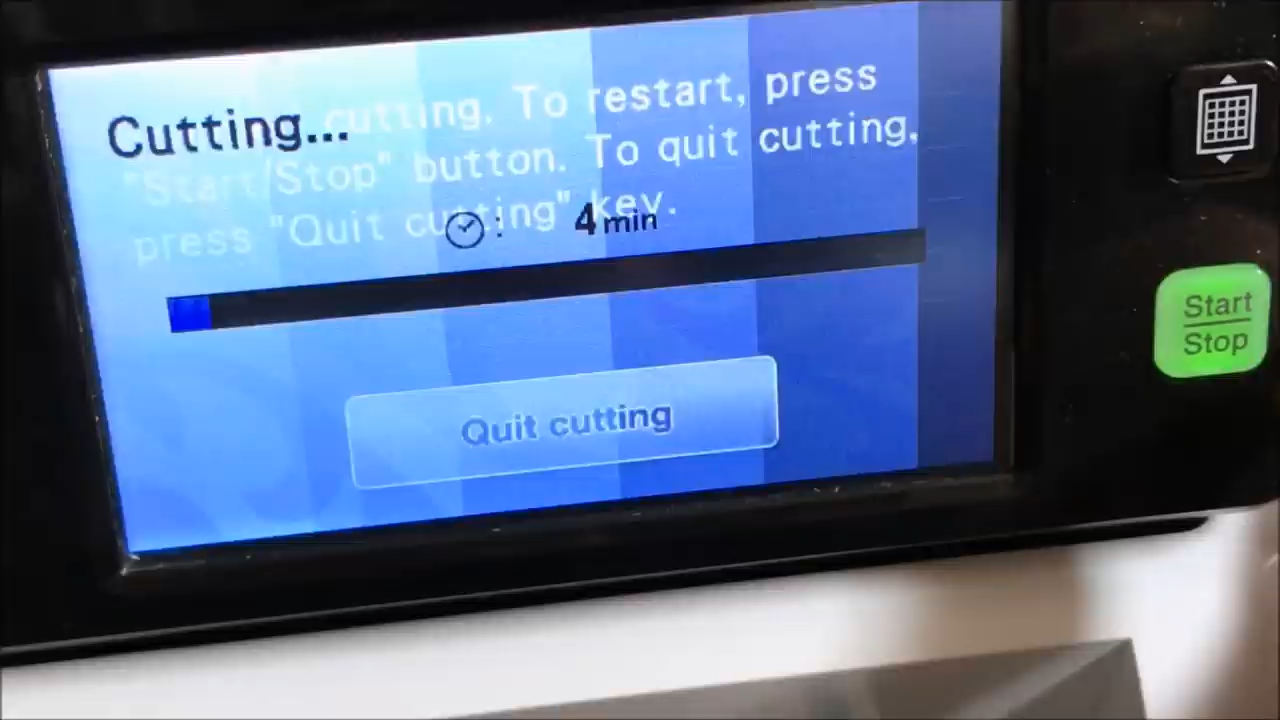 Cutting...
cutting. To restart, press
"Start/Stop" button. To quit cutting,
press "Quit cutting" key.
: 4 min
Quit cutting
Start
Stop